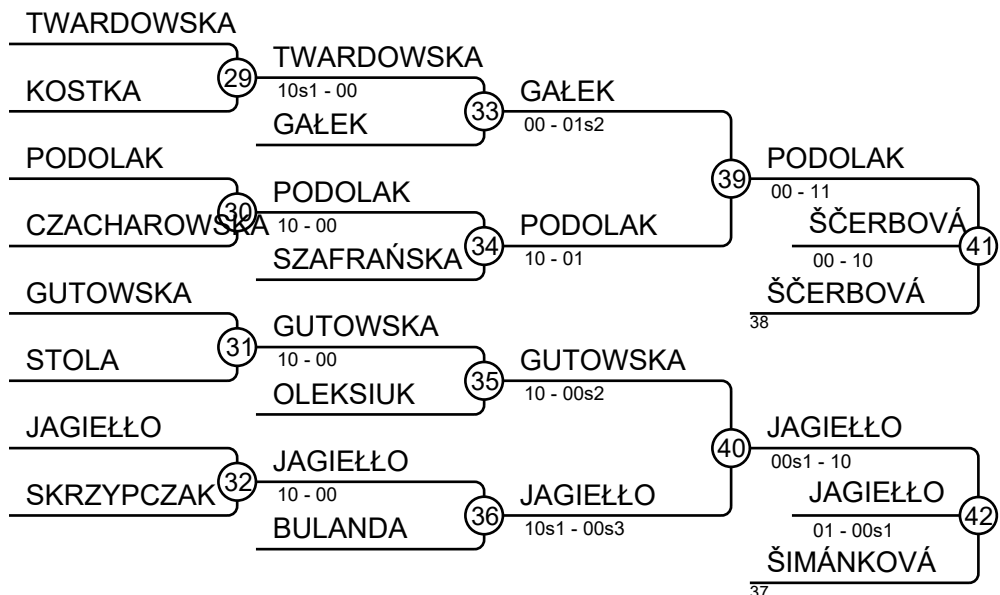 TWARDOWSKA
KOSTKA
29
PODOLAK
CZACHAROWSKA
30
GUTOWSKA
STOLA
31
JAGIEŁŁO
SKRZYPCZAK
32
TWARDOWSKA
10s1 - 00
GAŁEK
33
PODOLAK
10 - 00
SZAFRAŃSKA
34
GUTOWSKA
10 - 00
OLEKSIUK
35
JAGIEŁŁO
10 - 00
BULANDA
36
GAŁEK
00 - 01s2
39
PODOLAK
10 - 01
GUTOWSKA
10 - 00s2
40
JAGIEŁŁO
10s1 - 00s3
PODOLAK
00 - 11
ŠČERBOVÁ
00 - 10
41
ŠČERBOVÁ
38
JAGIEŁŁO
00s1 - 10
JAGIEŁŁO
01 - 00s1
42
ŠIMÁNKOVÁ
37